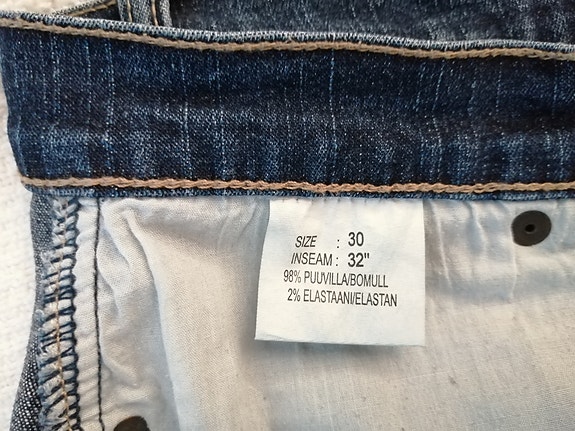 SIZE : 30
INSEAM : 32"
98% PUUVILLA/BOMULL
2% ELASTAANI/ELASTAN